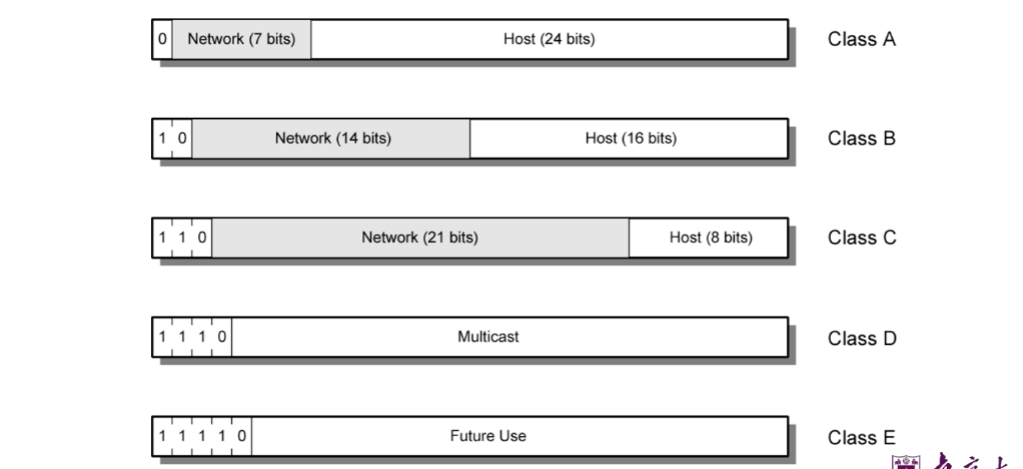 0 Network (7 bits) Host (24 bits) Class A
1 0 Network (14 bits) Host (16 bits) Class B
1 1 0 Network (21 bits) Host (8 bits) Class C
1 1 1 0 Multicast Class D
1 1 1 1 0 Future Use Class E